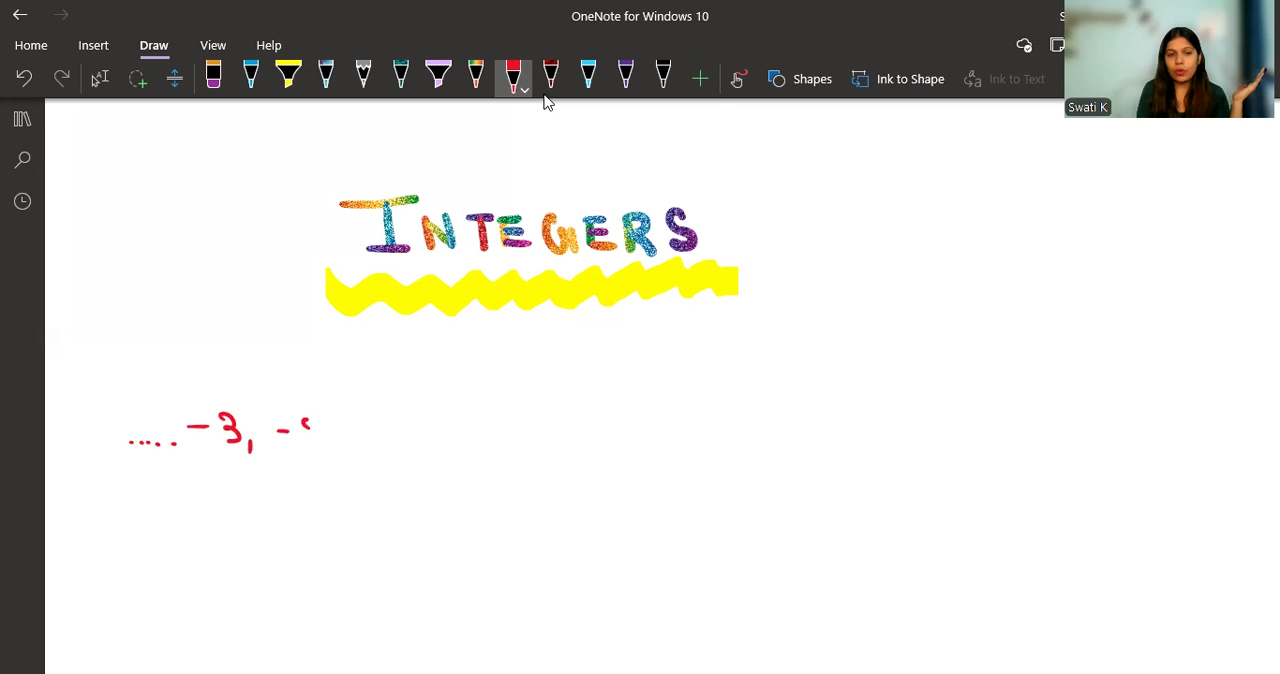 OneNote for Windows 10
Home Insert Draw View Help
Shapes Ink to Shape Ink to Text
Swati K
INTEGERS
..... -3, -